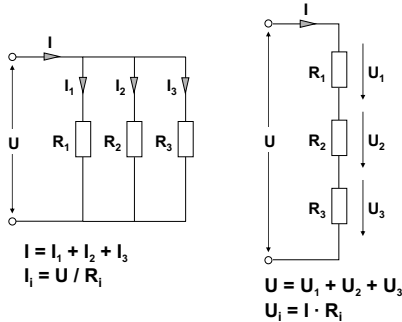 I
I₁ I₂ I₃
U R₁ R₂ R₃
I = I₁ + I₂ + I₃
Iᵢ = U / Rᵢ
I
R₁ U₁
U R₂ U₂
R₃ U₃
U = U₁ + U₂ + U₃
Uᵢ = I · Rᵢ